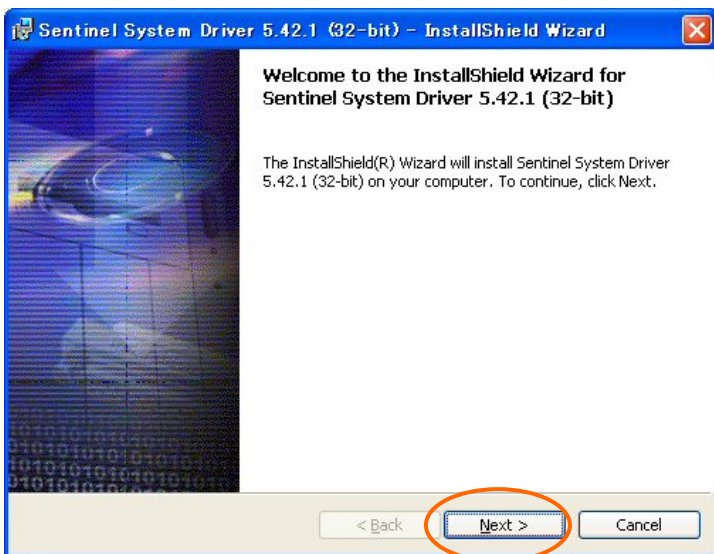 Sentinel System Driver 5.42.1 (32-bit) - InstallShield Wizard
Welcome to the InstallShield Wizard for
Sentinel System Driver 5.42.1 (32-bit)
The InstallShield(R) Wizard will install Sentinel System Driver
5.42.1 (32-bit) on your computer. To continue, click Next.
< Back
Next >
Cancel